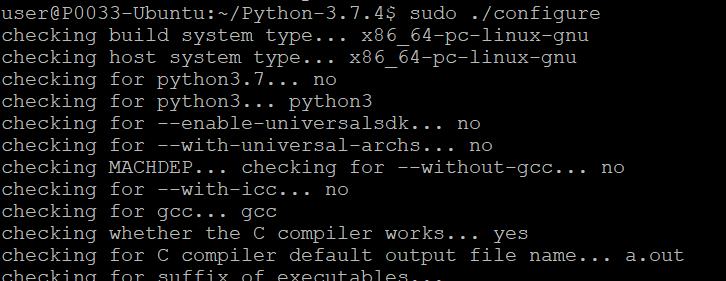 user@P0033-Ubuntu:~/Python-3.7.4$ sudo ./configure
checking build system type... x86_64-pc-linux-gnu
checking host system type... x86_64-pc-linux-gnu
checking for python3.7... no
checking for python3... python3
checking for --enable-universalsdk... no
checking for --with-universal-archs... no
checking MACHDEP... checking for --without-gcc... no
checking for --with-icc... no
checking for gcc... gcc
checking whether the C compiler works... yes
checking for C compiler default output file name... a.out
checking for suffix of executables...